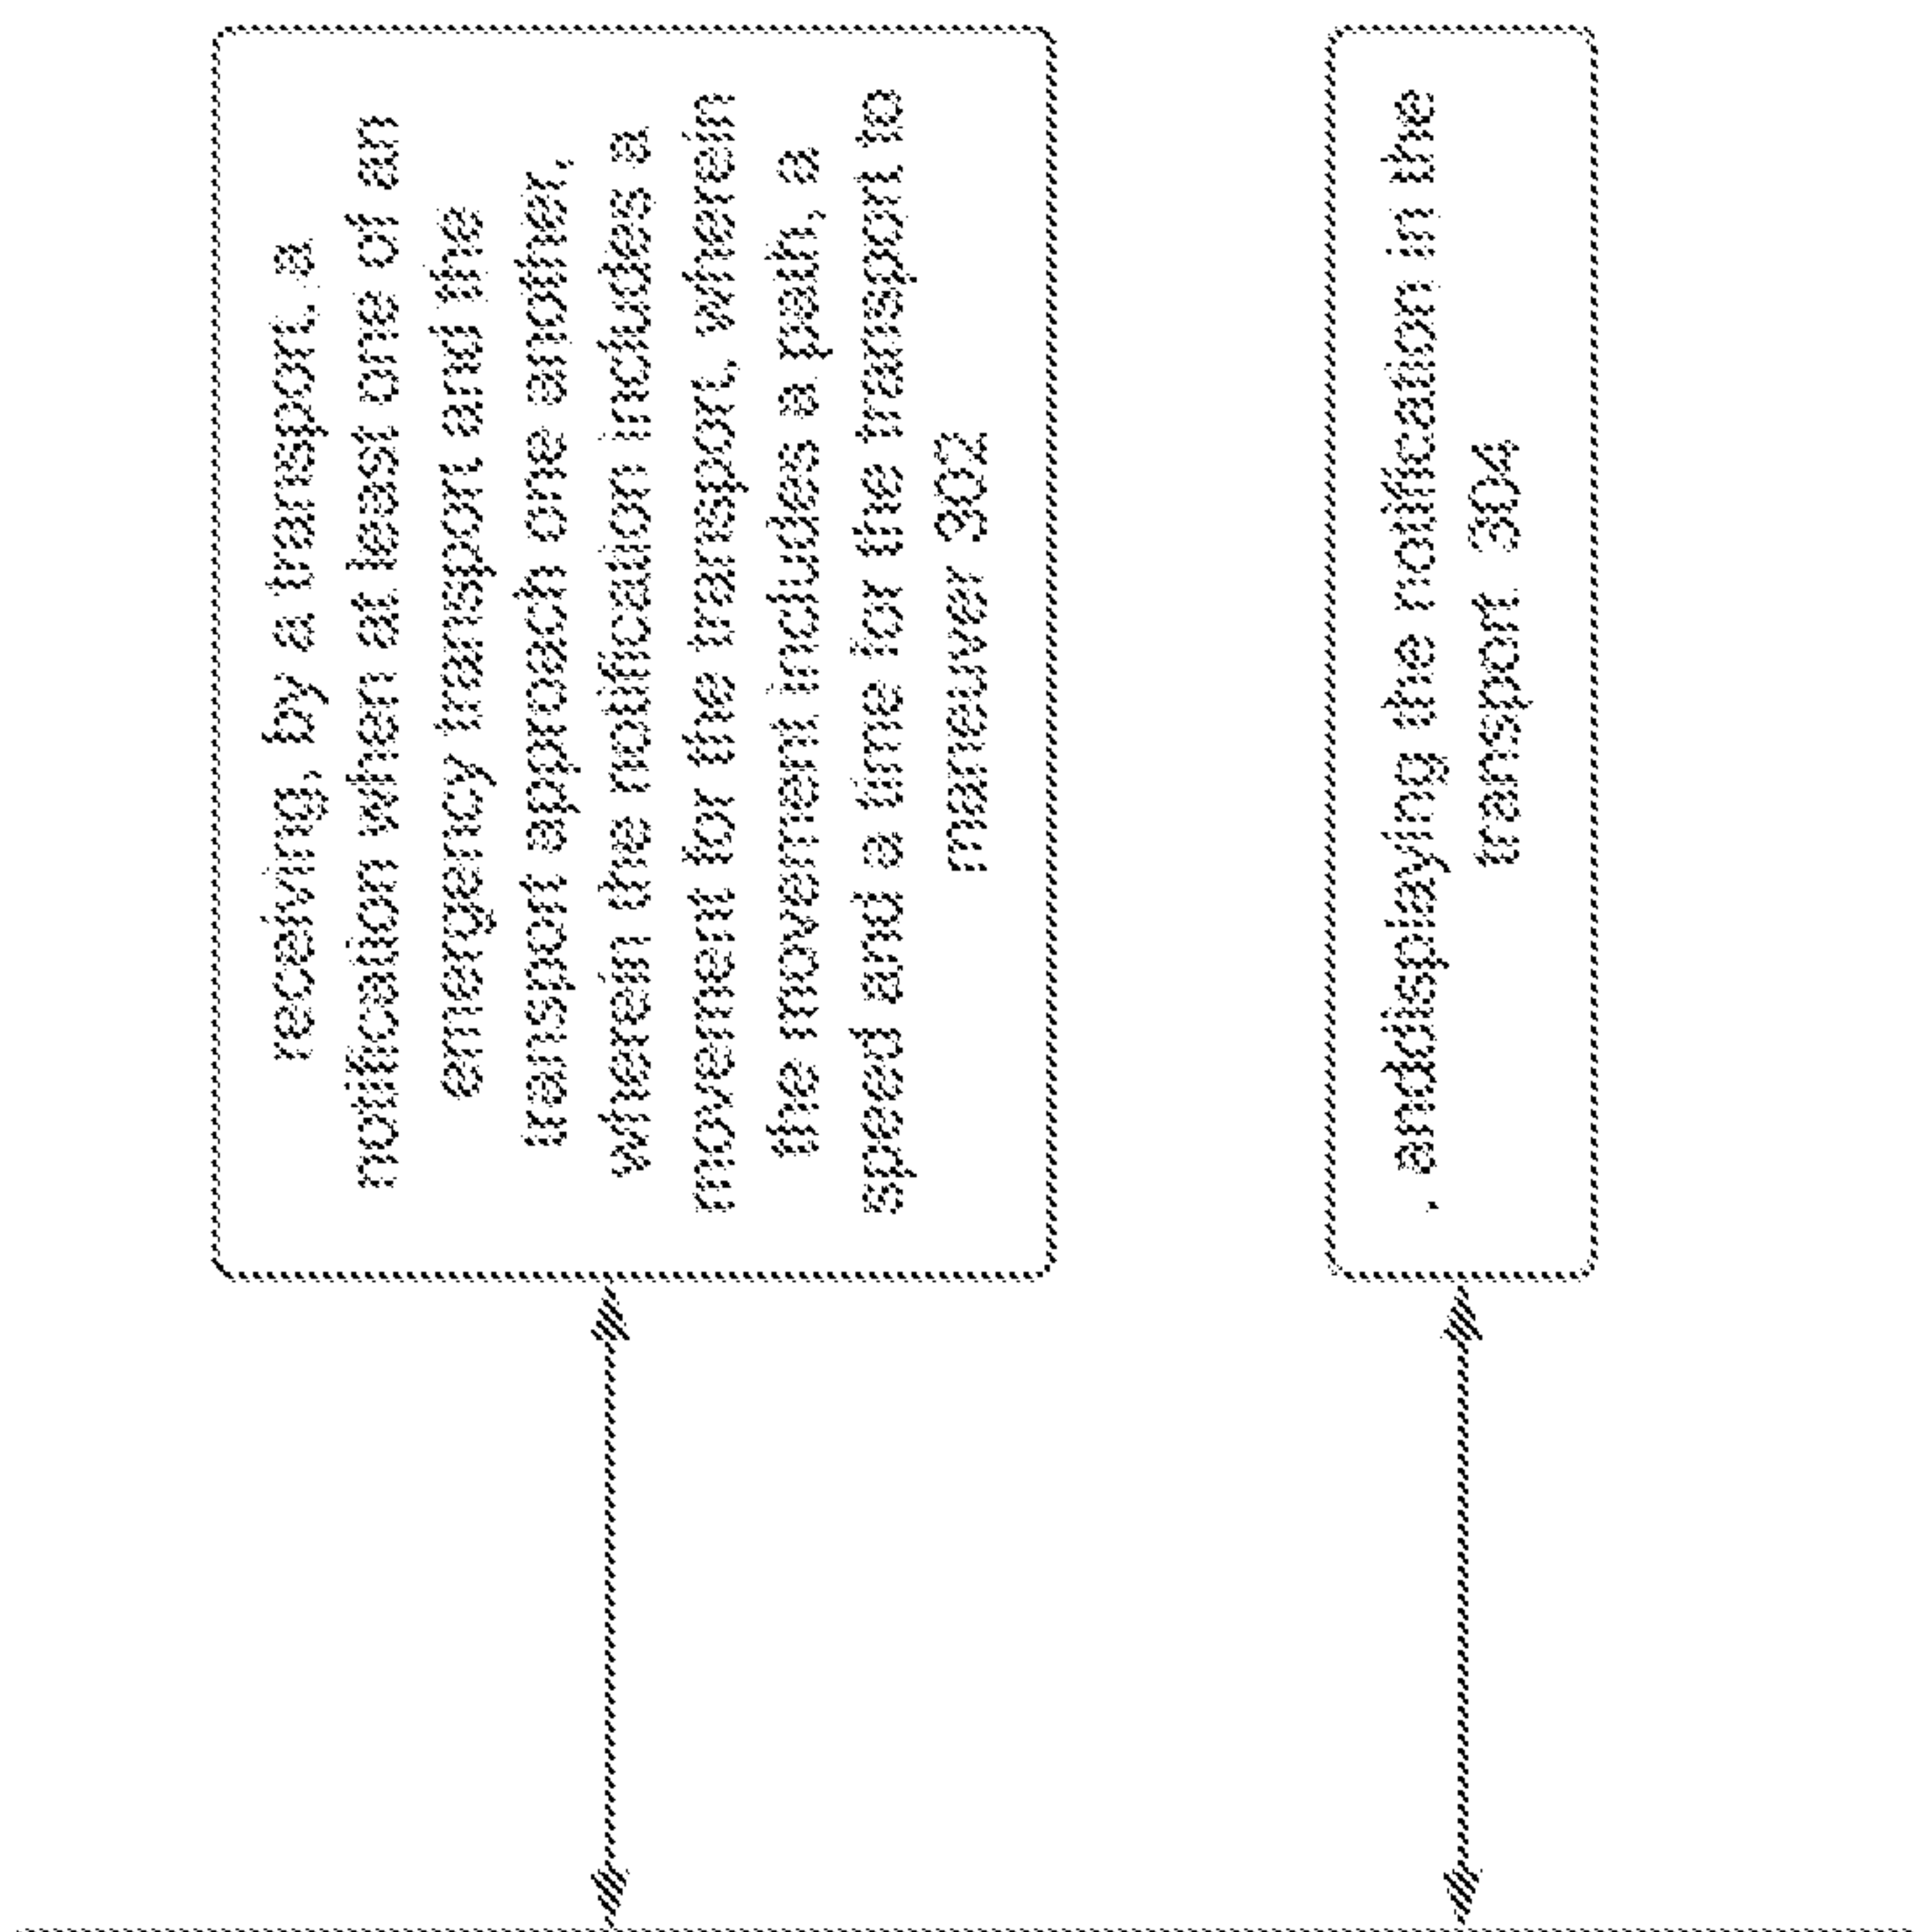 receiving, by a transport, a
notification when at least one of an
emergency transport and the
transport approach one another,
wherein the notification includes a
movement for the transport, wherein
the movement includes a path, a
speed and a time for the transport to
maneuver 302
, anddisplaying the notification in the
transport 304